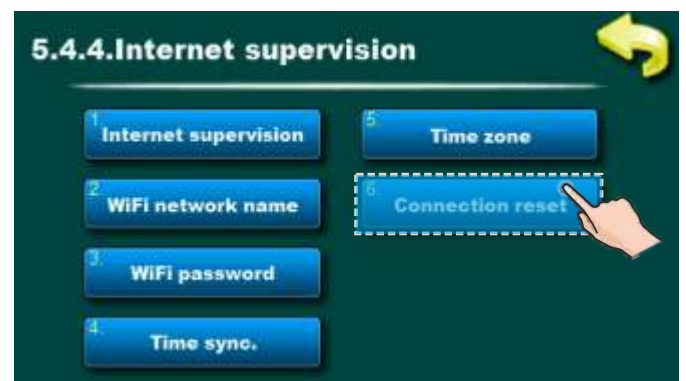 5.4.4.Internet supervision
1.
Internet supervision
2.
WiFi network name
3.
WiFi password
4.
Time sync.
5.
Time zone
6.
Connection reset